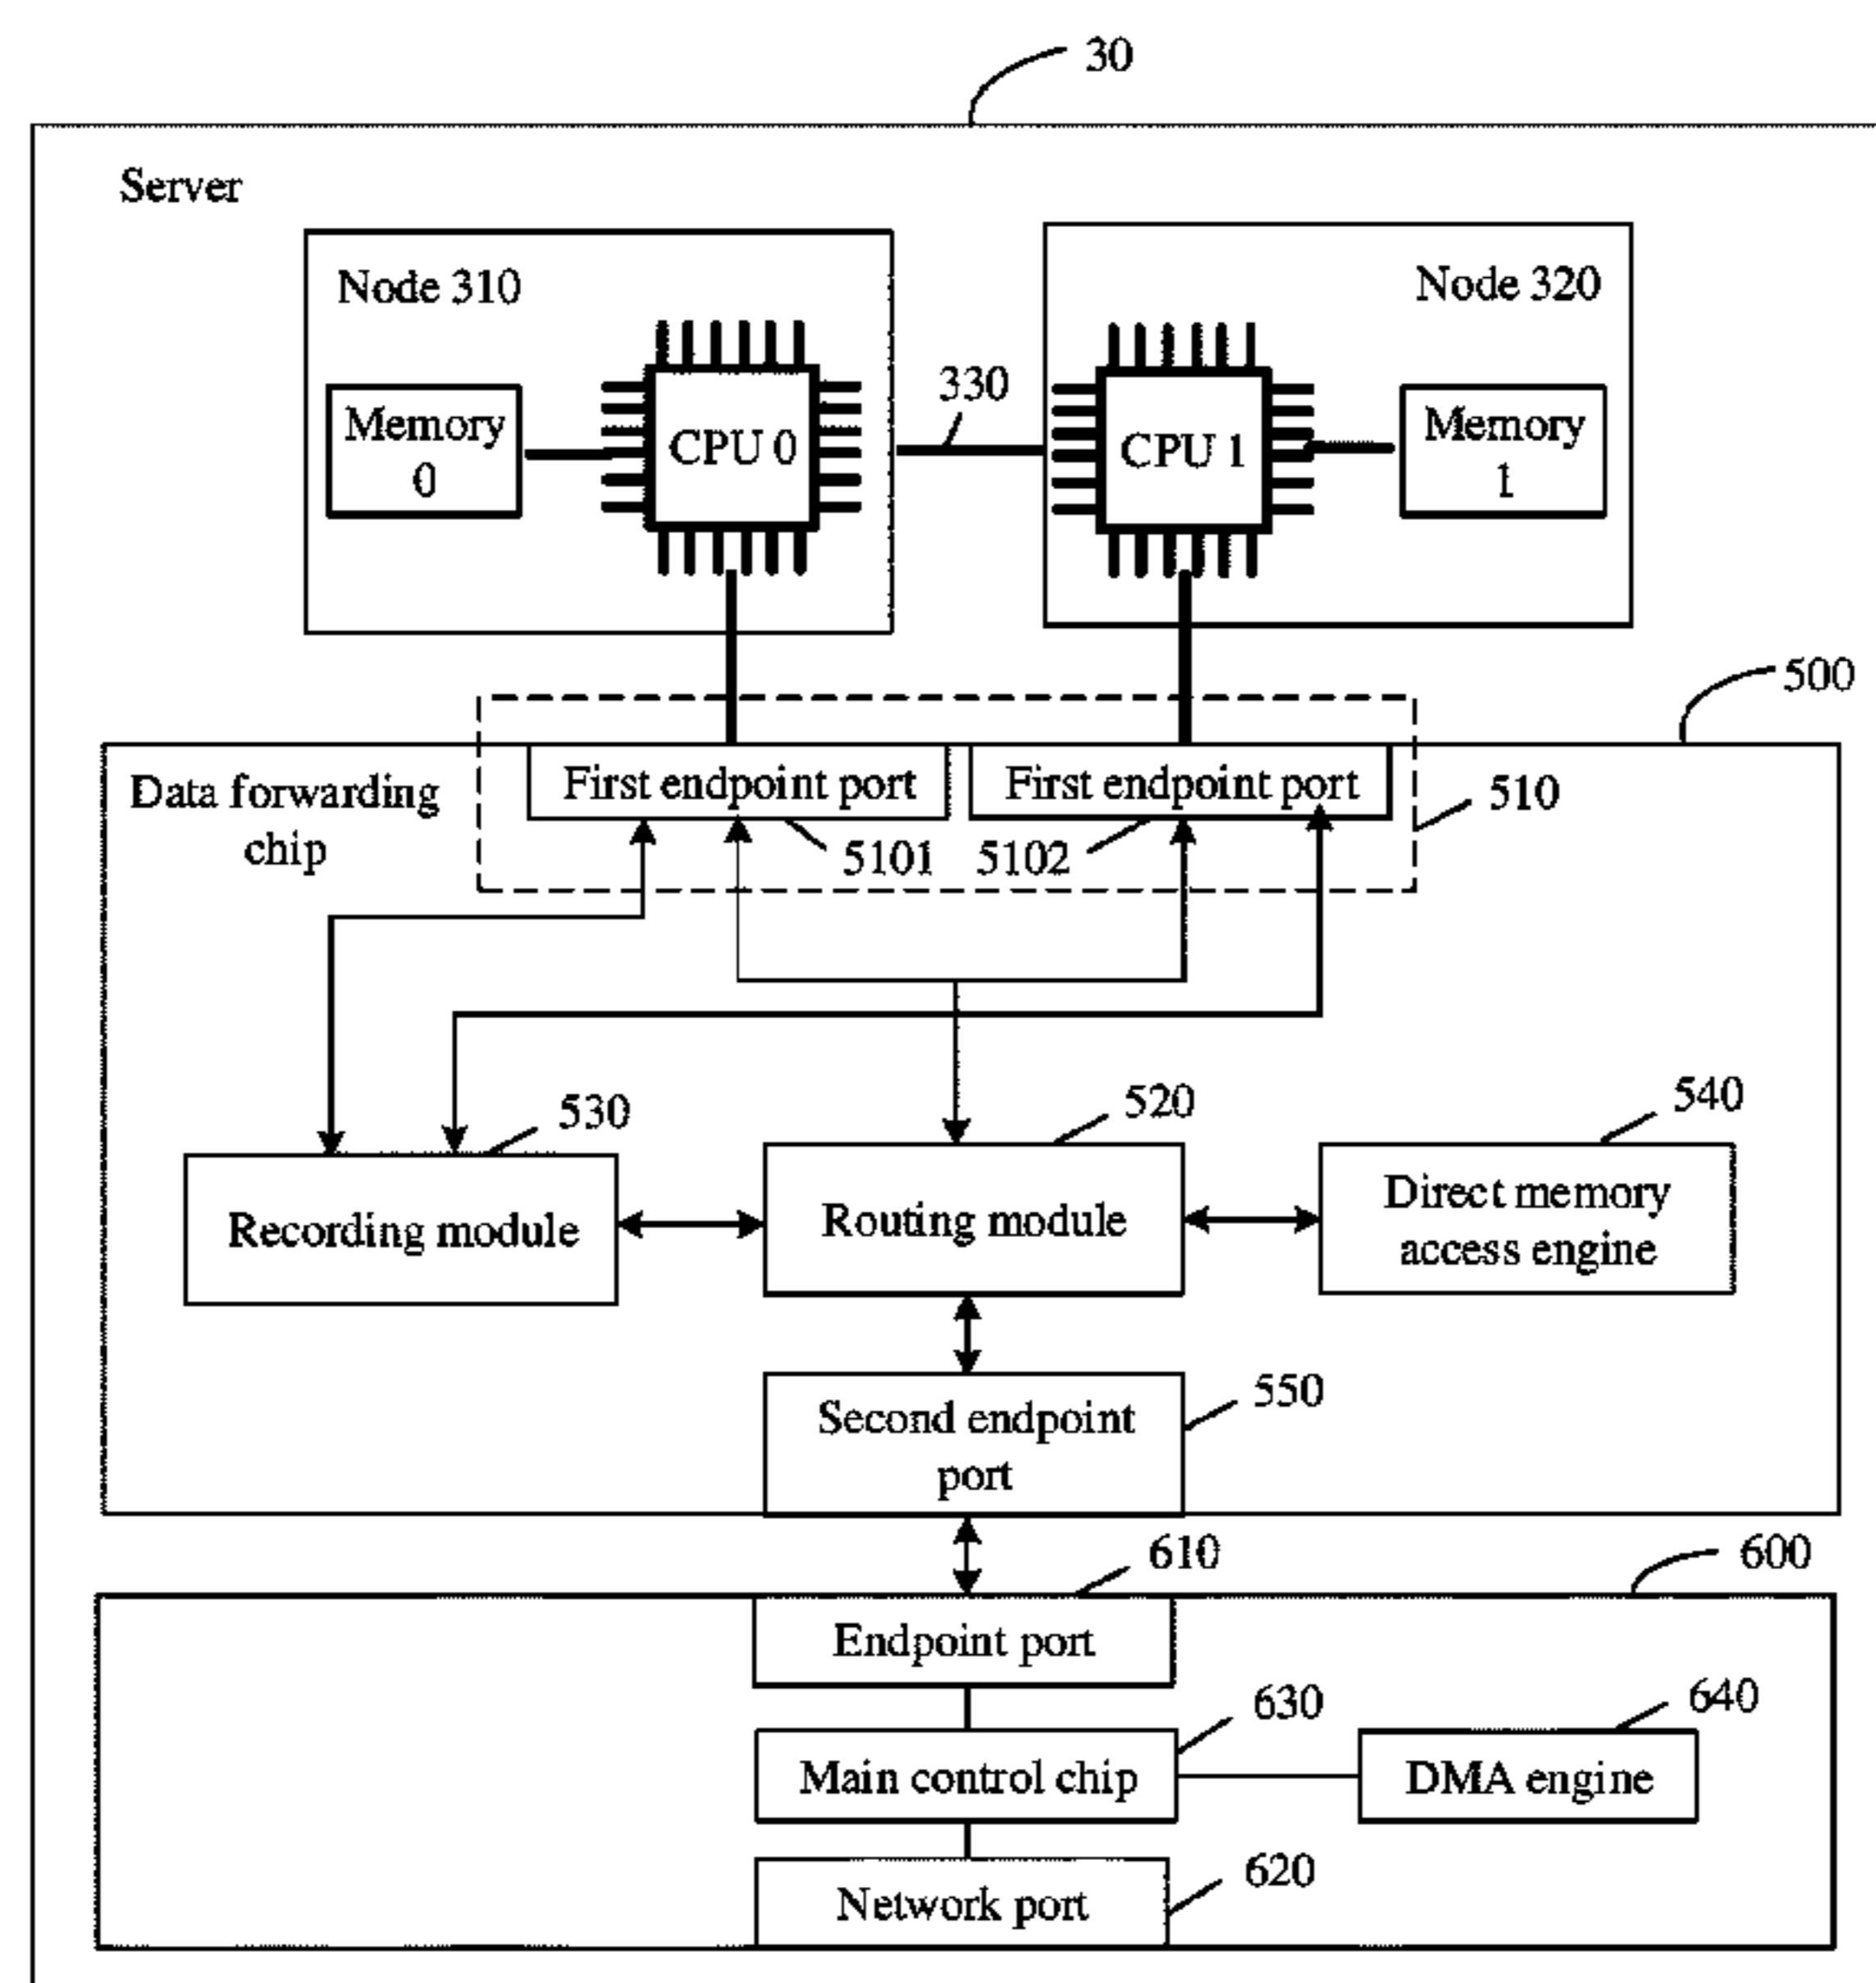 30
Server
Node 310
Node 320
330
Memory
0
CPU 0
CPU 1
Memory
1
500
Data forwarding
chip
First endpoint port
First endpoint port
510
5101
5102
530
520
540
Recording module
Routing module
Direct memory
access engine
550
Second endpoint
port
610
600
Endpoint port
630
640
Main control chip
DMA engine
620
Network port